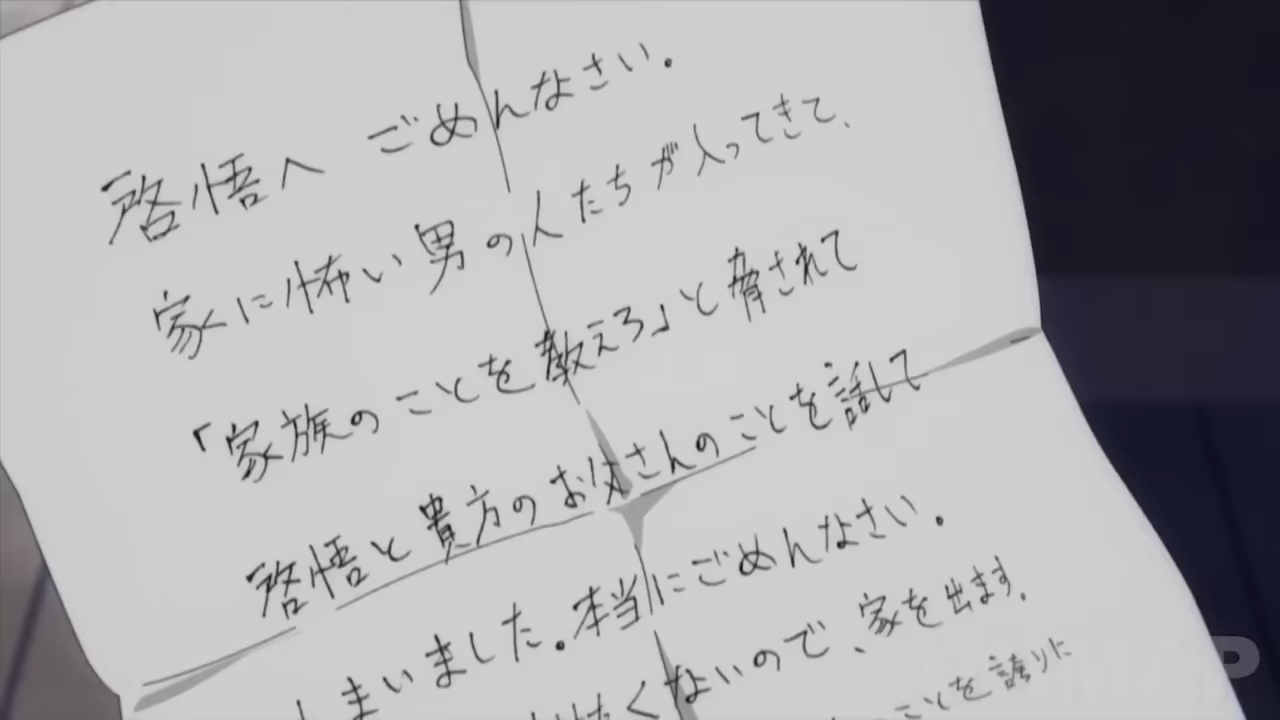 啓悟へ ごめんなさい。
家に怖い男の人たちが入ってきて、
「家族のことを教えろ」と脅されて
啓悟と貴方のお父さんのことを話して
しまいました。本当にごめんなさい。
たくないので、家を出ます。
ことを誇りに